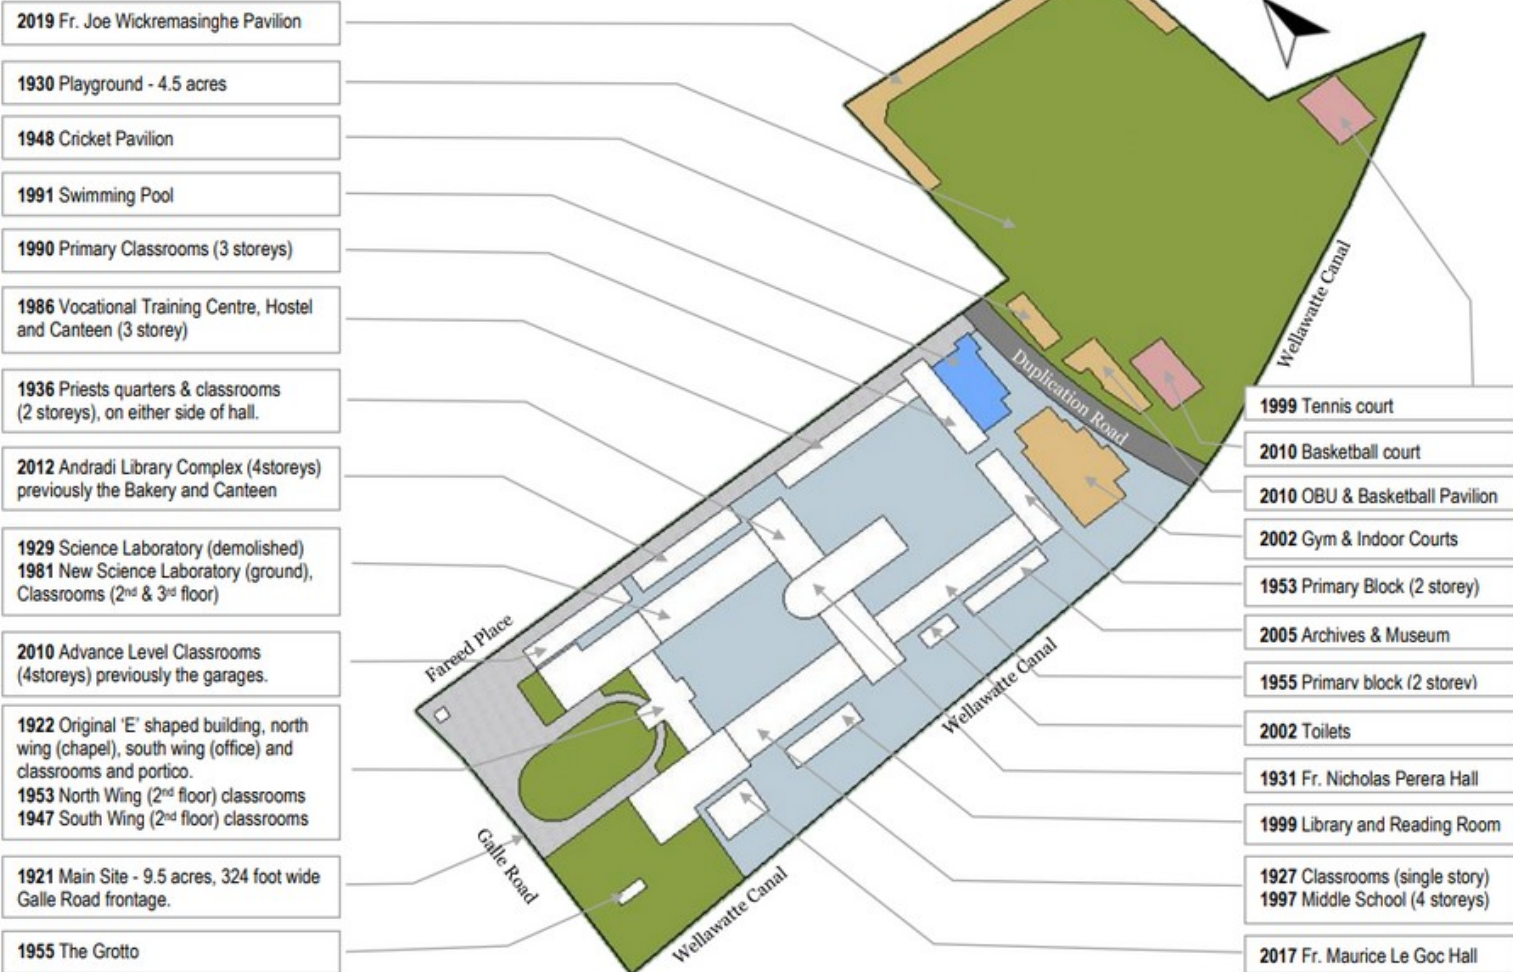 2019 Fr. Joe Wickremasinghe Pavilion
1930 Playground - 4.5 acres
1948 Cricket Pavilion
1991 Swimming Pool
1990 Primary Classrooms (3 storeys)
1986 Vocational Training Centre, Hostel
and Canteen (3 storey)
1936 Priests quarters & classrooms
(2 storeys), on either side of hall.
2012 Andradi Library Complex (4storeys)
previously the Bakery and Canteen
1929 Science Laboratory (demolished)
1981 New Science Laboratory (ground),
Classrooms (2nd & 3rd floor)
2010 Advance Level Classrooms
(4storeys) previously the garages.
1922 Original ‘E’ shaped building, north
wing (chapel), south wing (office) and
classrooms and portico.
1953 North Wing (2nd floor) classrooms
1947 South Wing (2nd floor) classrooms
1921 Main Site - 9.5 acres, 324 foot wide
Galle Road frontage.
1955 The Grotto
Fareed Place
Galle Road
Duplication Road
Wellawatte Canal
Wellawatte Canal
Wellawatte Canal
1999 Tennis court
2010 Basketball court
2010 OBU & Basketball Pavilion
2002 Gym & Indoor Courts
1953 Primary Block (2 storey)
2005 Archives & Museum
1955 Primary block (2 storey)
2002 Toilets
1931 Fr. Nicholas Perera Hall
1999 Library and Reading Room
1927 Classrooms (single story)
1997 Middle School (4 storeys)
2017 Fr. Maurice Le Goc Hall